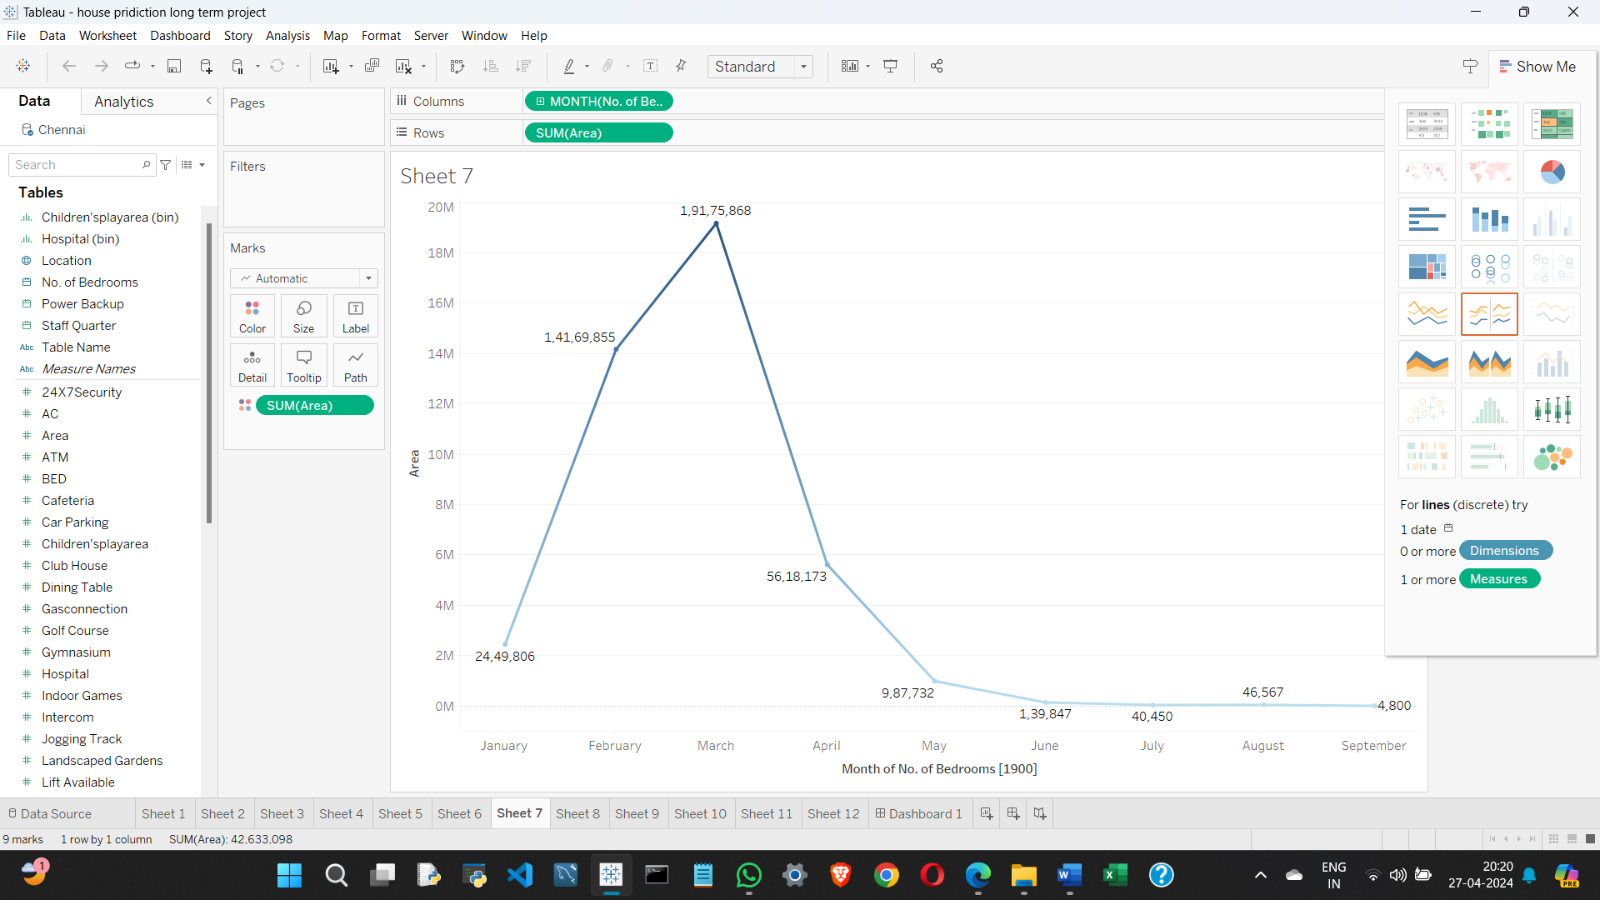 Tableau - house pridiction long term project
File Data Worksheet Dashboard Story Analysis Map Format Server Window Help
Standard
Show Me
Data Analytics
Pages
Columns
MONTH(No. of Be..
Chennai
Rows
SUM(Area)
Search
Filters
Sheet 7
Tables
Children'splayarea (bin)
Hospital (bin)
Location
No. of Bedrooms
Power Backup
Staff Quarter
Table Name
Measure Names
24X7Security
AC
Area
ATM
BED
Cafeteria
Car Parking
Children'splayarea
Club House
Dining Table
Gasconnection
Golf Course
Gymnasium
Hospital
Indoor Games
Intercom
Jogging Track
Landscaped Gardens
Lift Available
Marks
Automatic
Color Size Label
Detail Tooltip Path
SUM(Area)
20M
18M
16M
14M
12M
10M
8M
6M
4M
2M
0M
Area
24,49,806
1,41,69,855
1,91,75,868
56,18,173
9,87,732
1,39,847
40,450
46,567
4,800
January February March April May June July August September
Month of No. of Bedrooms [1900]
For lines (discrete) try
1 date
0 or more Dimensions
1 or more Measures
Data Source Sheet 1 Sheet 2 Sheet 3 Sheet 4 Sheet 5 Sheet 6 Sheet 7 Sheet 8 Sheet 9 Sheet 10 Sheet 11 Sheet 12 Dashboard 1
9 marks 1 row by 1 column SUM(Area): 42,633,098
1
ENG
IN
20:20
27-04-2024
PRE